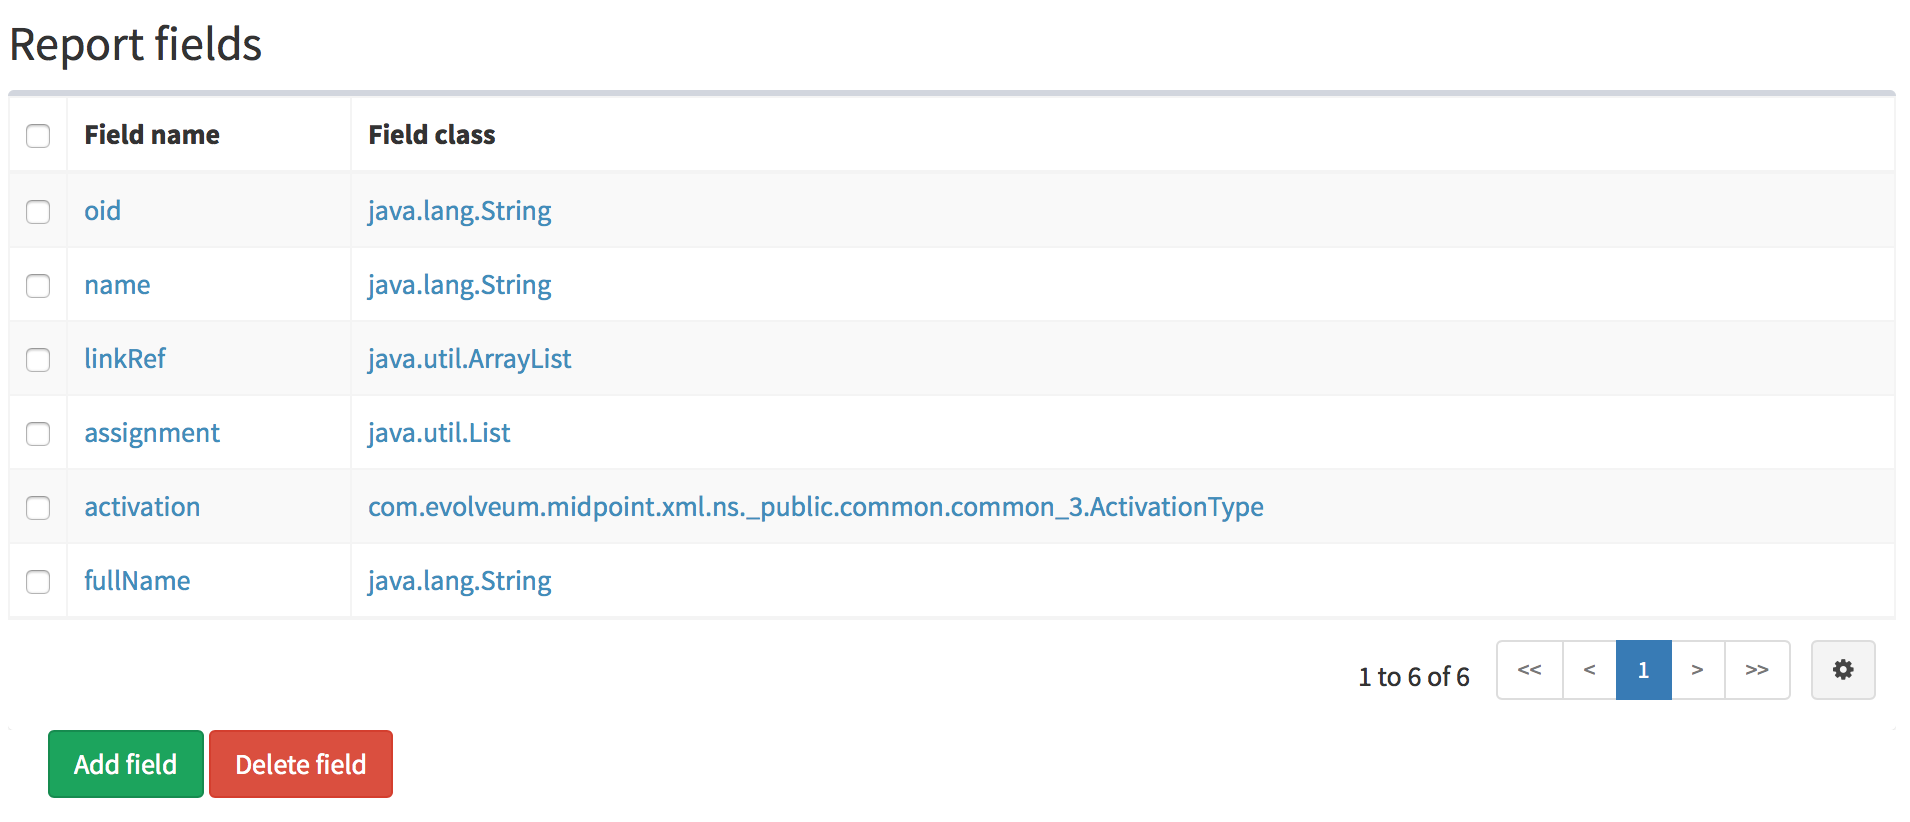 Report fields
Field name Field class
oid java.lang.String
name java.lang.String
linkRef java.util.ArrayList
assignment java.util.List
activation com.evolveum.midpoint.xml.ns._public.common.common_3.ActivationType
fullName java.lang.String
1 to 6 of 6 << < 1 > >>
Add field Delete field